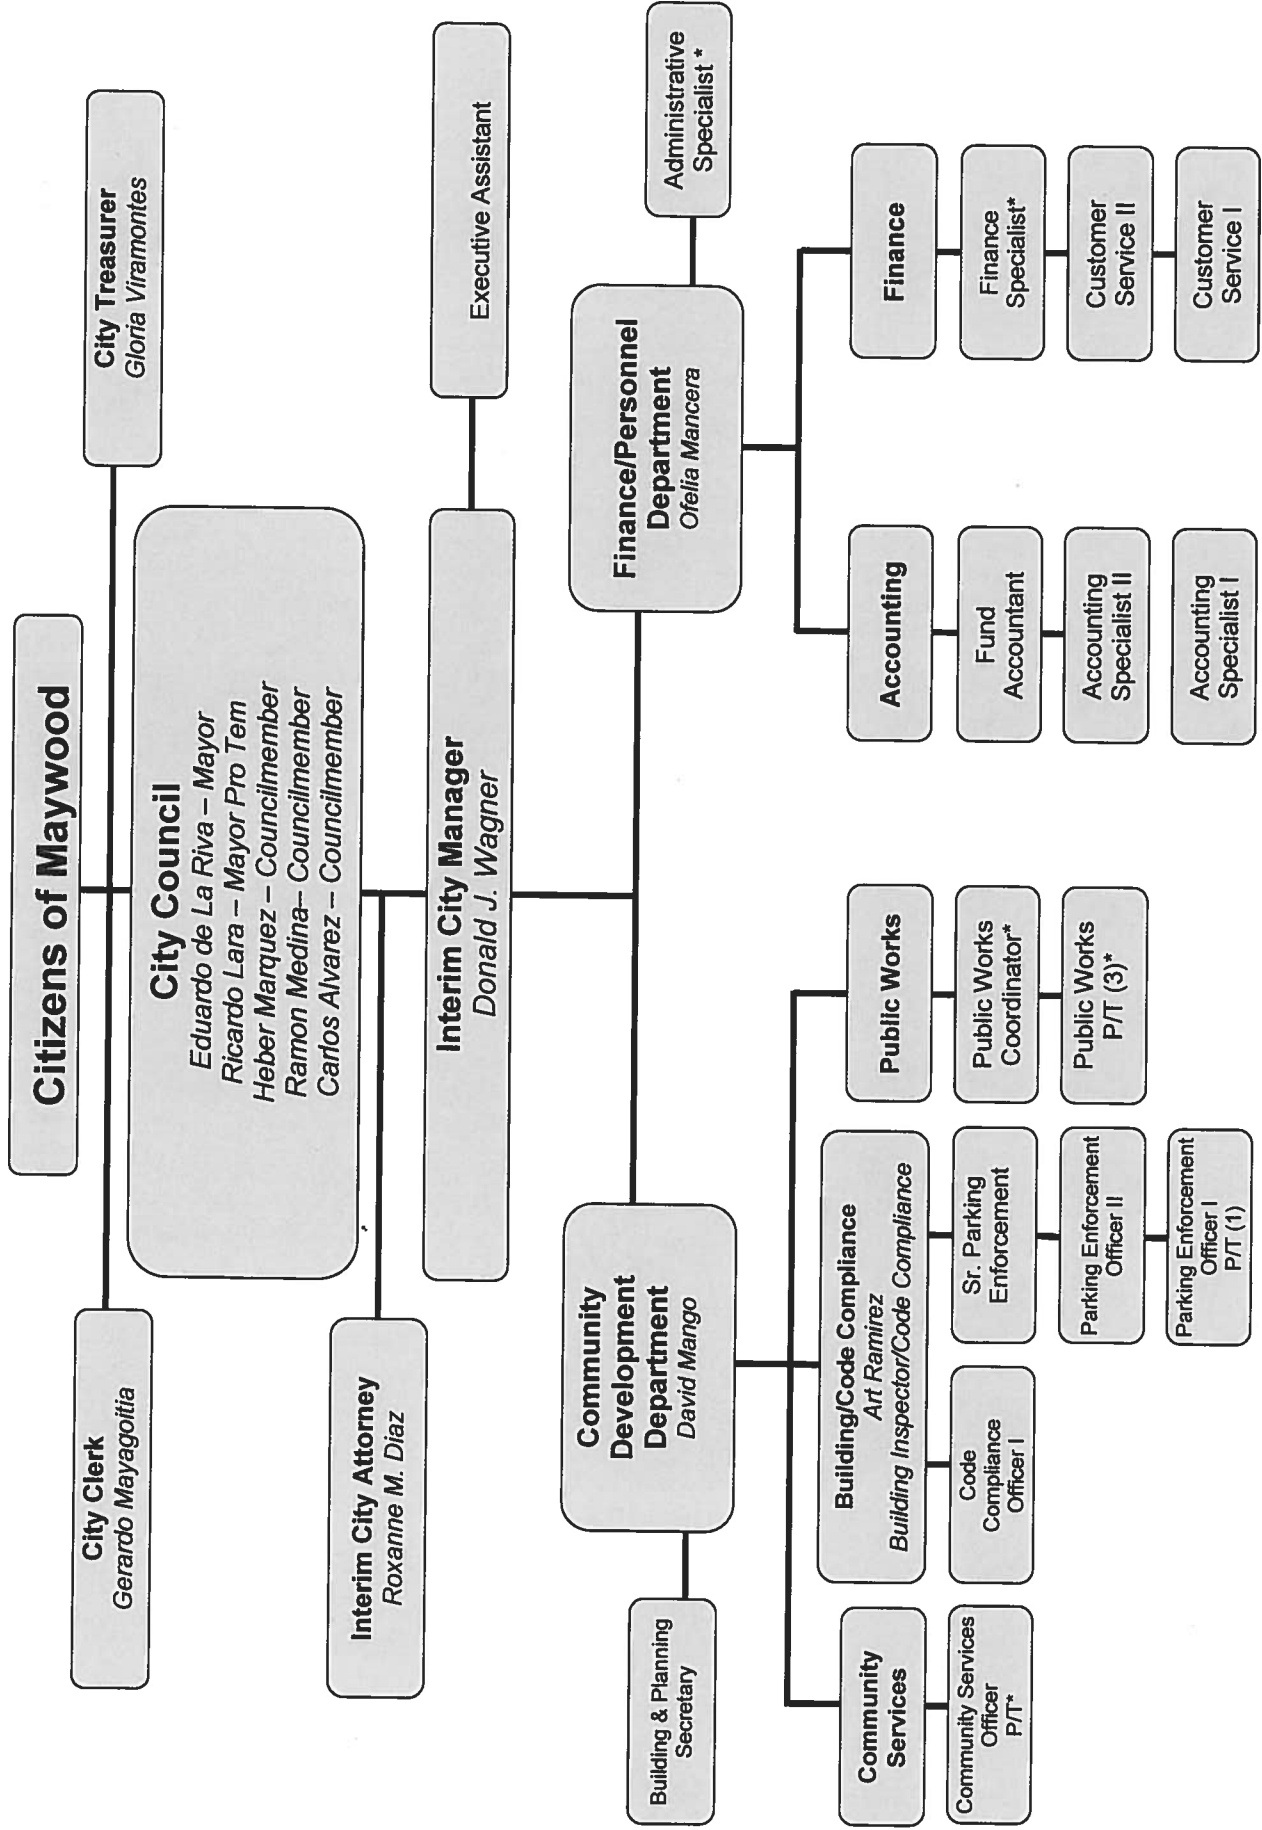 Citizens of Maywood
City Clerk
Gerardo Mayagoitia
City Treasurer
Gloria Viramontes
City Council
Eduardo de La Riva – Mayor
Ricardo Lara – Mayor Pro Tem
Heber Marquez – Councilmember
Ramon Medina– Councilmember
Carlos Alvarez – Councilmember
Interim City Attorney
Roxanne M. Diaz
Interim City Manager
Donald J. Wagner
Executive Assistant
Building & Planning
Secretary
Community
Development
Department
David Mango
Finance/Personnel
Department
Ofelia Mancera
Administrative
Specialist *
Community
Services
Community Services
Officer
P/T*
Building/Code Compliance
Art Ramirez
Building Inspector/Code Compliance
Code
Compliance
Officer I
Sr. Parking
Enforcement
Parking Enforcement
Officer II
Parking Enforcement
Officer I
P/T (1)
Public Works
Public Works
Coordinator*
Public Works
P/T (3)*
Accounting
Fund
Accountant
Accounting
Specialist II
Accounting
Specialist I
Finance
Finance
Specialist*
Customer
Service II
Customer
Service I